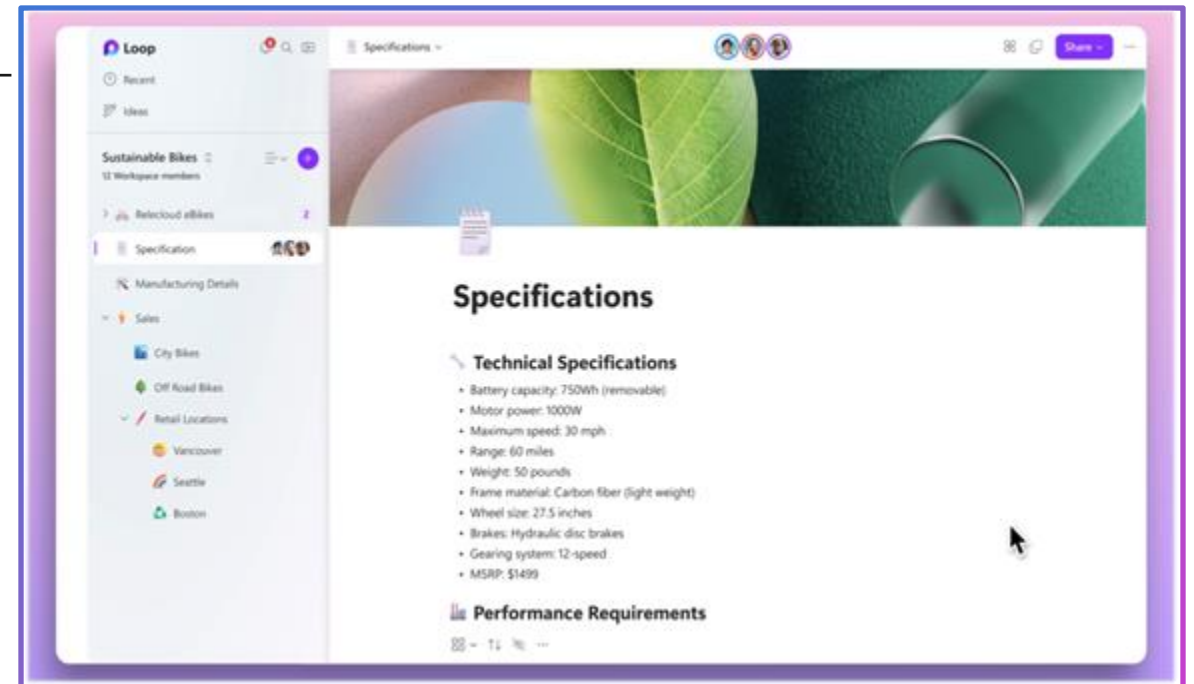 Loop
Recent
Ideas
Sustainable Bikes
12 Workspace members
Relecloud eBikes 2
Specification
Manufacturing Details
Sales
City Bikes
Off Road Bikes
Retail Locations
Vancouver
Seattle
Boston
Specifications
Share
Specifications
Technical Specifications
• Battery capacity: 750Wh (removable)
• Motor power: 1000W
• Maximum speed: 30 mph
• Range: 60 miles
• Weight: 50 pounds
• Frame material: Carbon fiber (light weight)
• Wheel size: 27.5 inches
• Brakes: Hydraulic disc brakes
• Gearing system: 12-speed
• MSRP: $1499
Performance Requirements